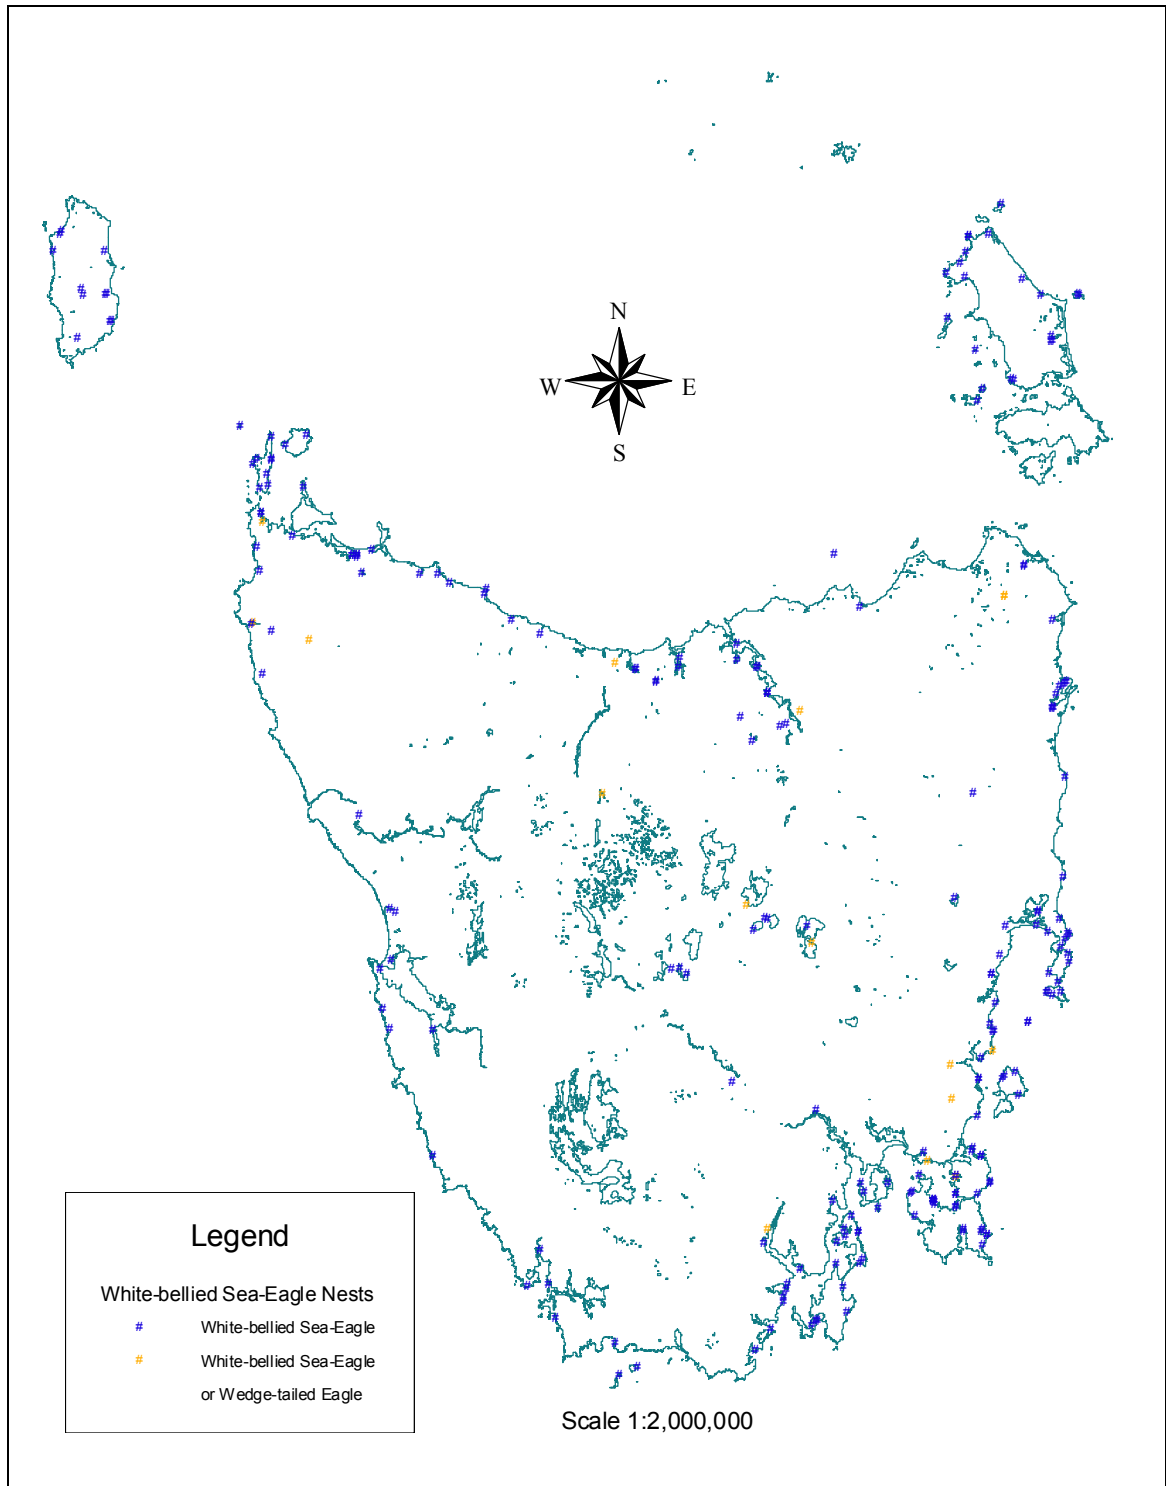 N
W E
S
Legend
White-bellied Sea-Eagle Nests
# White-bellied Sea-Eagle
# White-bellied Sea-Eagle
or Wedge-tailed Eagle
Scale 1:2,000,000